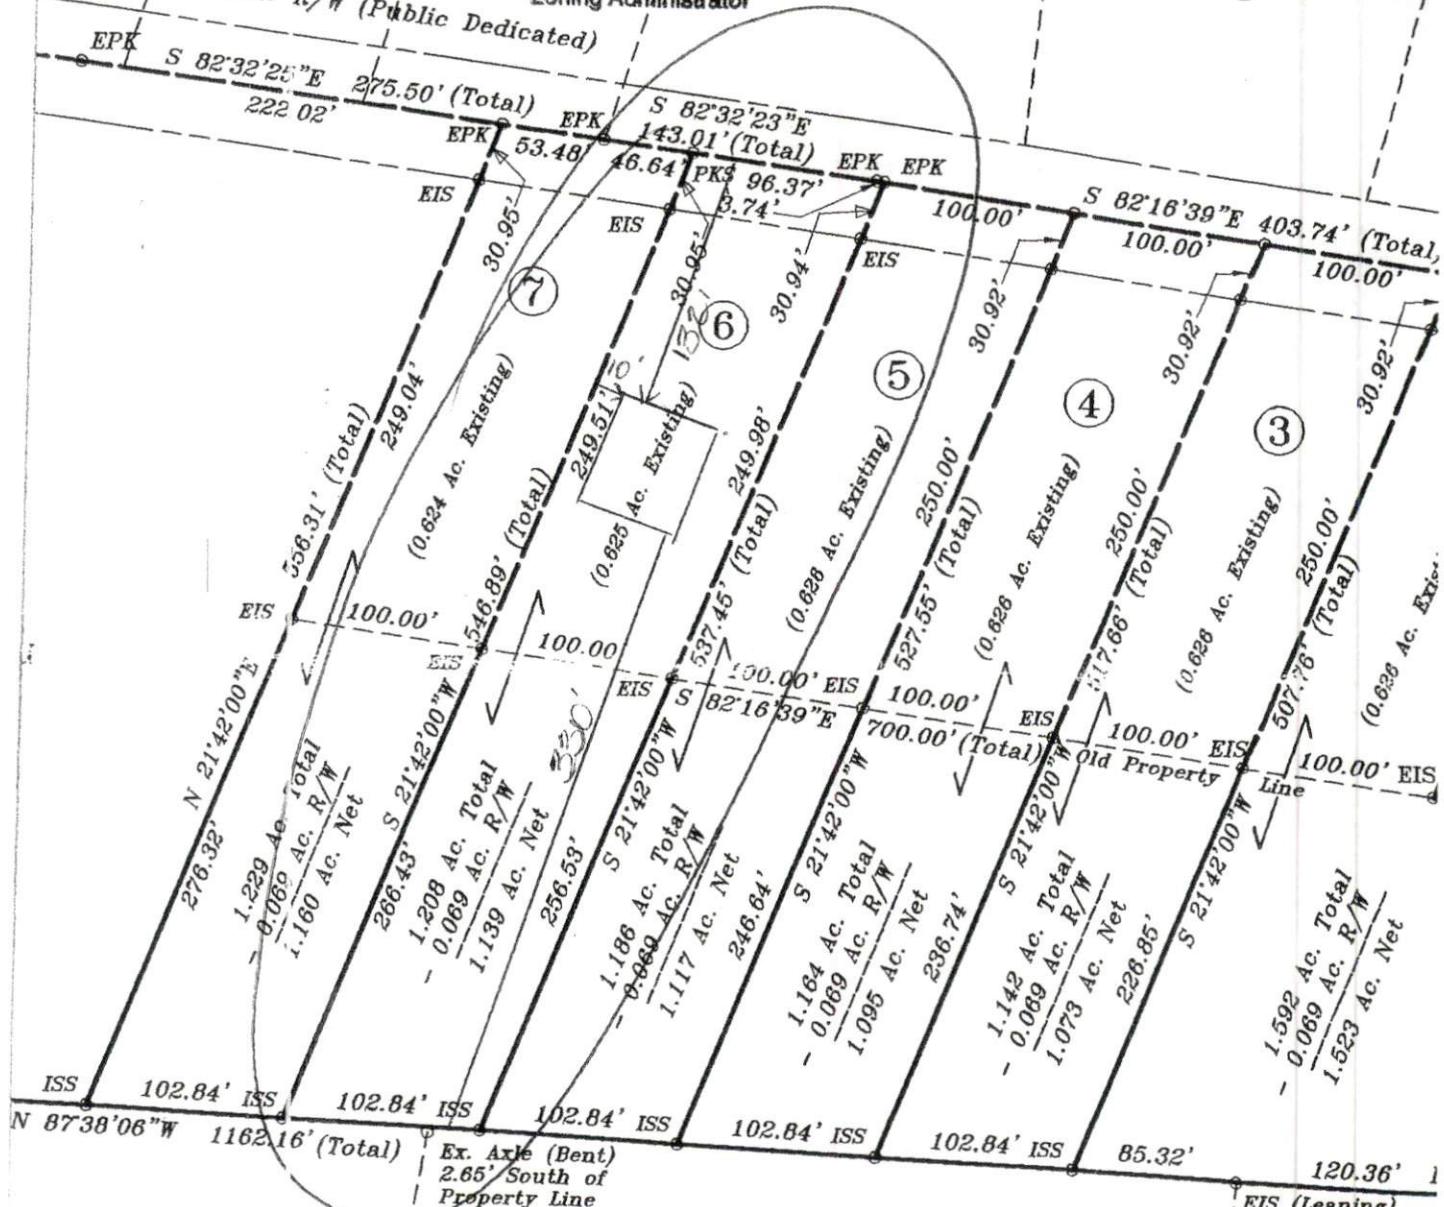 R/W (Public Dedicated)
Zoning Administrator
EPK
S 82°32'25"E
275.50' (Total)
222.02'
EPK
53.48'
EPK
46.64'
S 82°32'23"E
143.01' (Total)
PKS
96.37'
3.74'
EPK
EPK
100.00'
S 82°16'39"E
403.74' (Total)
100.00'
100.00'
EIS
30.95'
EIS
30.95'
30.94'
EIS
30.92'
30.92'
30.92'
7
6
5
4
3
132'
10'
556.31' (Total)
249.04'
(0.624 Ac. Existing)
546.89' (Total)
249.51'
(0.625 Ac. Existing)
537.45' (Total)
249.98'
(0.626 Ac. Existing)
527.55' (Total)
250.00'
(0.626 Ac. Existing)
517.66' (Total)
250.00'
(0.626 Ac. Existing)
507.76' (Total)
250.00'
(0.626 Ac.
EIS
100.00'
EIS
100.00
EIS
100.00' EIS
S 82°16'39"E
700.00' (Total)
100.00'
EIS
100.00'
EIS
100.00' EIS
Old Property Line
330'
N 21°42'00"E
276.32'
1.229 Ac. Total
- 0.069 Ac. R/W
1.160 Ac. Net
S 21°42'00"W
266.43'
1.208 Ac. Total
- 0.069 Ac. R/W
1.139 Ac. Net
S 21°42'00"W
256.53'
1.186 Ac. Total
- 0.069 Ac. R/W
1.117 Ac. Net
S 21°42'00"W
246.64'
1.164 Ac. Total
- 0.069 Ac. R/W
1.095 Ac. Net
S 21°42'00"W
236.74'
1.142 Ac. Total
- 0.069 Ac. R/W
1.073 Ac. Net
S 21°42'00"W
226.85'
1.592 Ac. Total
- 0.069 Ac. R/W
1.523 Ac. Net
ISS
102.84' ISS
102.84' ISS
102.84' ISS
102.84' ISS
102.84' ISS
85.32'
120.36'
N 87°38'06"W
1162.16' (Total)
Ex. Axle (Bent)
2.65' South of
Property Line
EIS (Leaning)